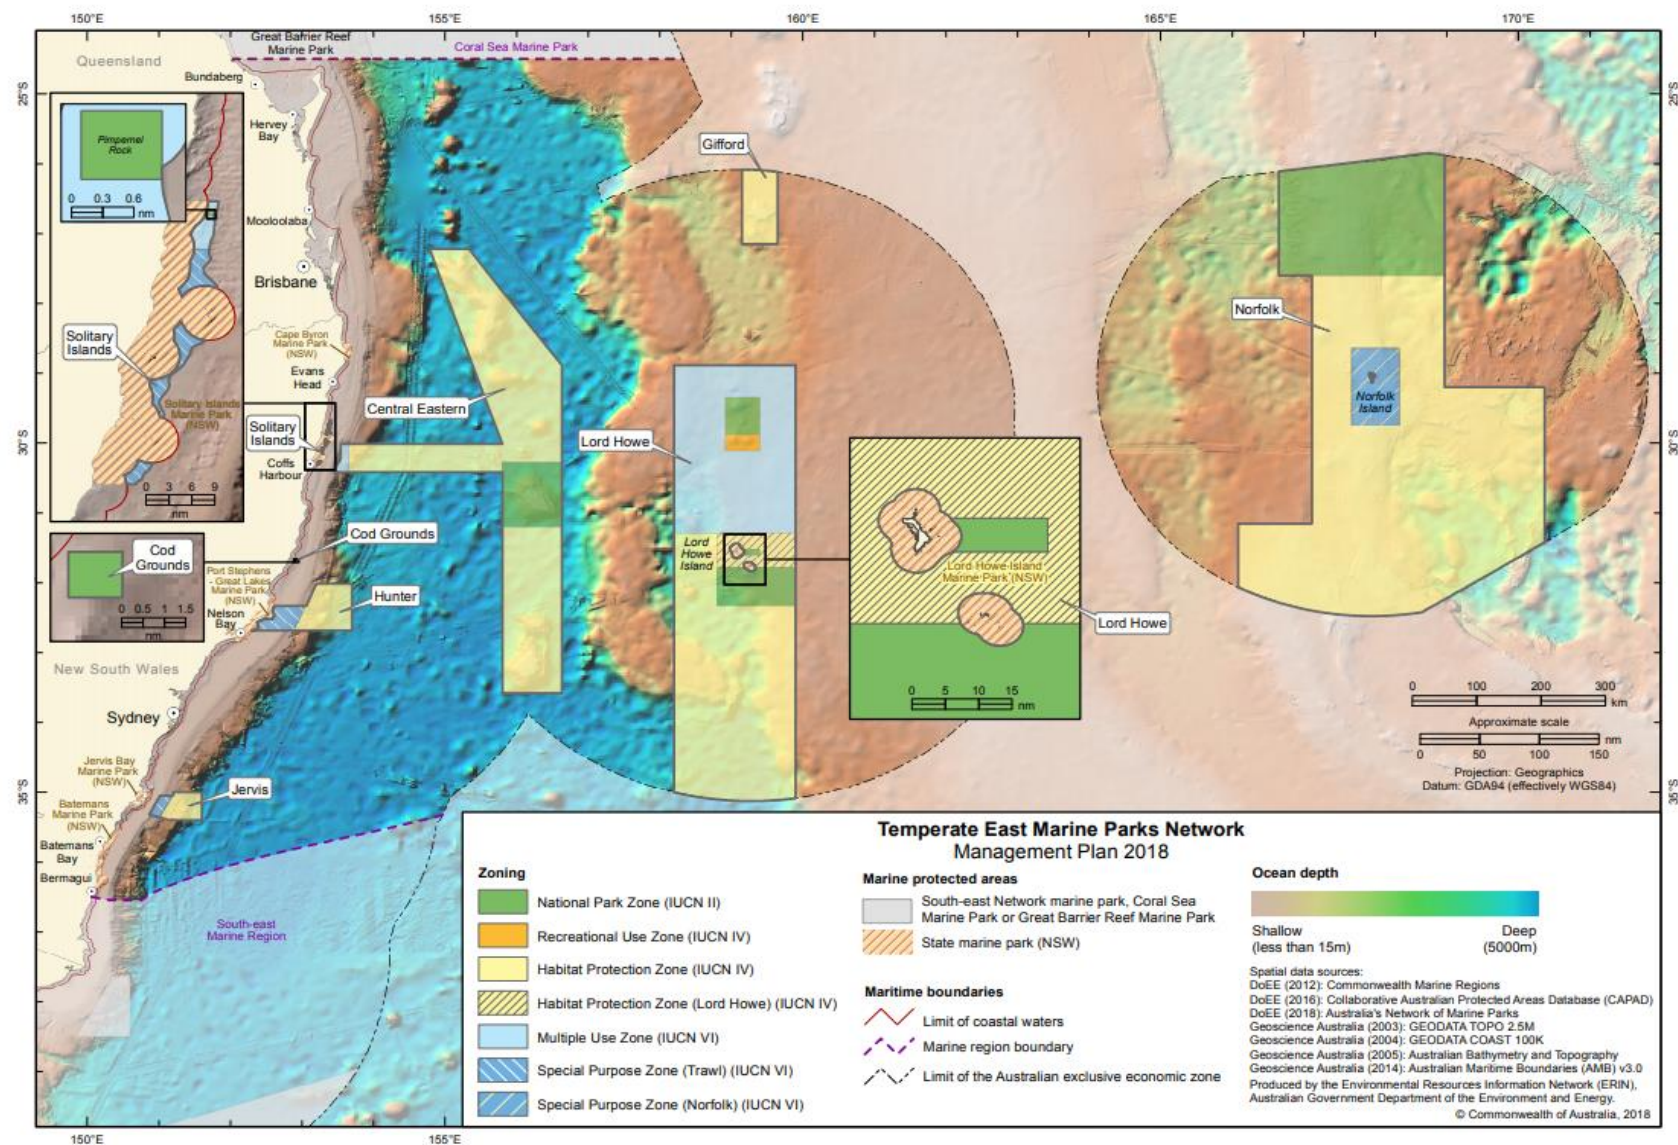 150°E
155°E
160°E
165°E
170°E
Great Barrier Reef
Marine Park
Coral Sea Marine Park
Queensland
Bundaberg
25°S
25°S
Hervey
Bay
Pimpernel
Rock
0 0.3 0.6
nm
Gifford
Mooloolaba
Brisbane
Norfolk
Solitary
Islands
Cape Byron
Marine Park
(NSW)
Evans
Head
Norfolk
Island
Solitary Islands
Marine Park
(NSW)
Central Eastern
Solitary
Islands
Lord Howe
30°S
30°S
Coffs
Harbour
0 3 6 9
nm
Cod Grounds
Cod
Grounds
Lord
Howe
Island
Lord Howe Island
Marine Park (NSW)
Port Stephens
- Great Lakes
Marine Park
(NSW)
0 0.5 1 1.5
nm
Hunter
Nelson
Bay
Lord Howe
New South Wales
0 5 10 15
nm
0 100 200 300
km
Sydney
Approximate scale
nm
0 50 100 150
Projection: Geographics
Datum: GDA94 (effectively WGS84)
Jervis Bay
Marine Park
(NSW)
Jervis
35°S
35°S
Batemans
Marine Park
(NSW)
Batemans
Bay
Bermagui
South-east
Marine Region
Temperate East Marine Parks Network
Management Plan 2018
Zoning
National Park Zone (IUCN II)
Recreational Use Zone (IUCN IV)
Habitat Protection Zone (IUCN IV)
Habitat Protection Zone (Lord Howe) (IUCN IV)
Multiple Use Zone (IUCN VI)
Special Purpose Zone (Trawl) (IUCN VI)
Special Purpose Zone (Norfolk) (IUCN VI)
Marine protected areas
South-east Network marine park, Coral Sea
Marine Park or Great Barrier Reef Marine Park
State marine park (NSW)
Maritime boundaries
Limit of coastal waters
Marine region boundary
Limit of the Australian exclusive economic zone
Ocean depth
Shallow
(less than 15m)
Deep
(5000m)
Spatial data sources:
DoEE (2012): Commonwealth Marine Regions
DoEE (2016): Collaborative Australian Protected Areas Database (CAPAD)
DoEE (2018): Australia's Network of Marine Parks
Geoscience Australia (2003): GEODATA TOPO 2.5M
Geoscience Australia (2004): GEODATA COAST 100K
Geoscience Australia (2005): Australian Bathymetry and Topography
Geoscience Australia (2014): Australian Maritime Boundaries (AMB) v3.0
Produced by the Environmental Resources Information Network (ERIN),
Australian Government Department of the Environment and Energy.
© Commonwealth of Australia, 2018
150°E
155°E